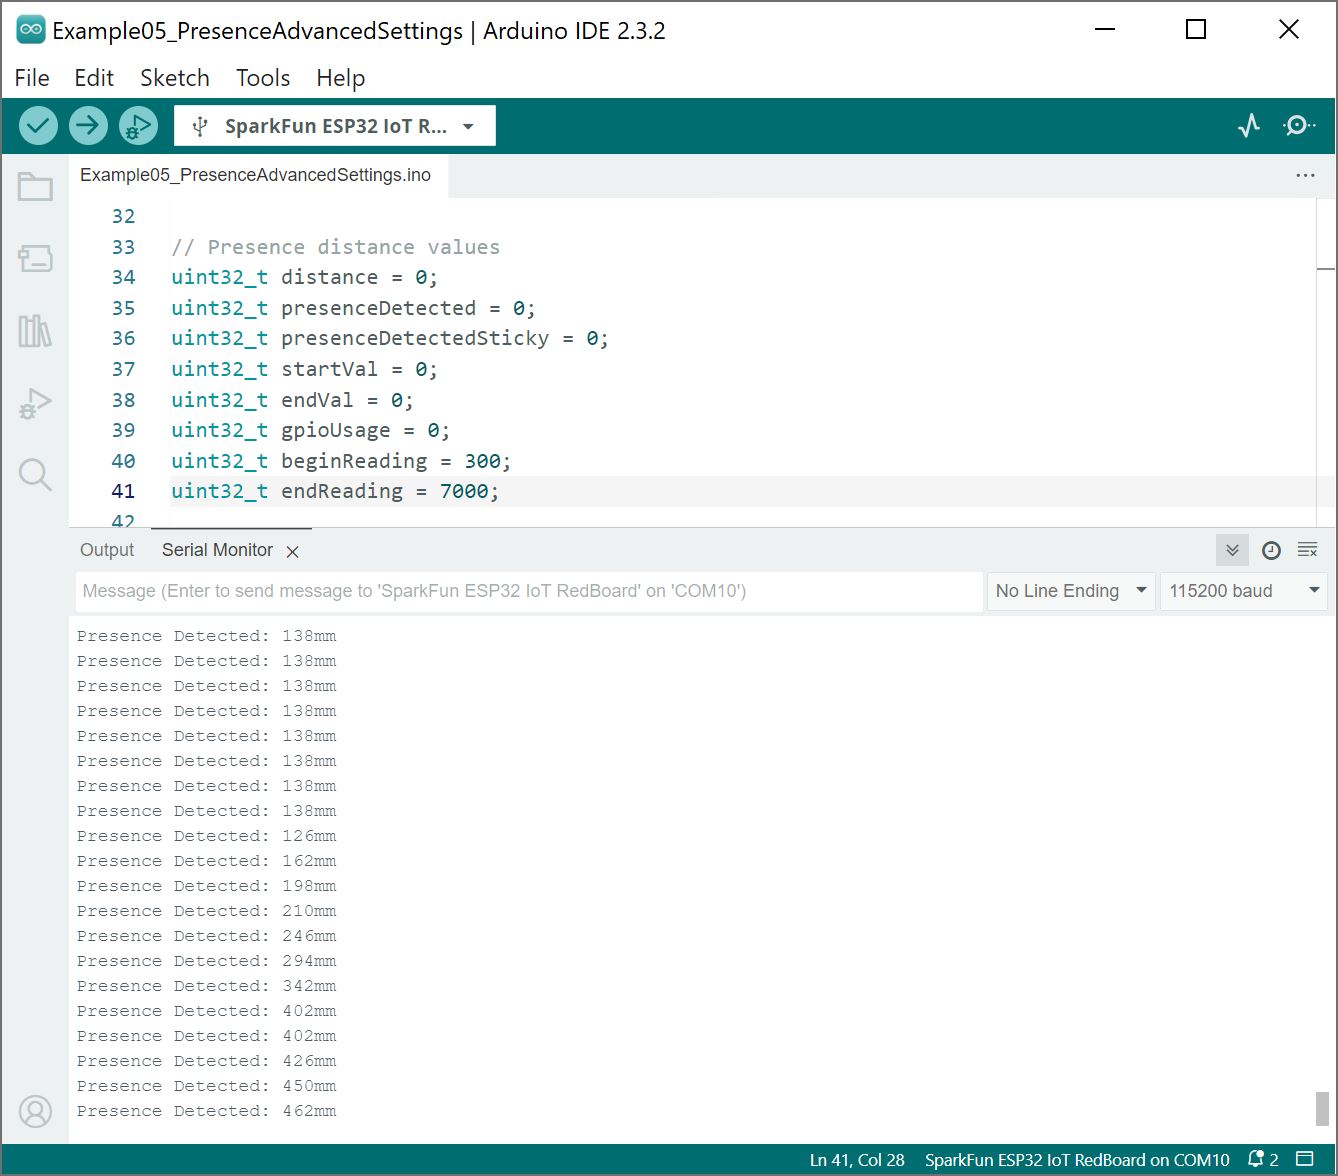 Example05_PresenceAdvancedSettings | Arduino IDE 2.3.2
File Edit Sketch Tools Help
SparkFun ESP32 IoT R...
Example05_PresenceAdvancedSettings.ino
32
33 // Presence distance values
34 uint32_t distance = 0;
35 uint32_t presenceDetected = 0;
36 uint32_t presenceDetectedSticky = 0;
37 uint32_t startVal = 0;
38 uint32_t endVal = 0;
39 uint32_t gpioUsage = 0;
40 uint32_t beginReading = 300;
41 uint32_t endReading = 7000;
42
Output Serial Monitor
Message (Enter to send message to 'SparkFun ESP32 IoT RedBoard' on 'COM10') No Line Ending 115200 baud
Presence Detected: 138mm
Presence Detected: 138mm
Presence Detected: 138mm
Presence Detected: 138mm
Presence Detected: 138mm
Presence Detected: 138mm
Presence Detected: 138mm
Presence Detected: 138mm
Presence Detected: 126mm
Presence Detected: 162mm
Presence Detected: 198mm
Presence Detected: 210mm
Presence Detected: 246mm
Presence Detected: 294mm
Presence Detected: 342mm
Presence Detected: 402mm
Presence Detected: 402mm
Presence Detected: 426mm
Presence Detected: 450mm
Presence Detected: 462mm
Ln 41, Col 28 SparkFun ESP32 IoT RedBoard on COM10 2